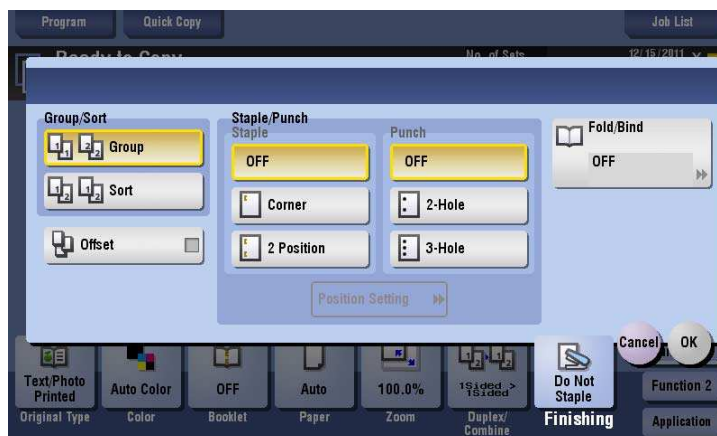 Program
Quick Copy
Job List
Ready to Copy
No. of Sets
12/15/2011
Group/Sort
Group
Sort
Offset
Staple/Punch
Staple
OFF
Corner
2 Position
Punch
OFF
2-Hole
3-Hole
Position Setting
Fold/Bind
OFF
Cancel
OK
Text/Photo
Printed
Original Type
Auto Color
Color
OFF
Booklet
Auto
Paper
100.0%
Zoom
1Sided >
1Sided
Duplex/
Combine
Do Not
Staple
Finishing
Function 2
Application